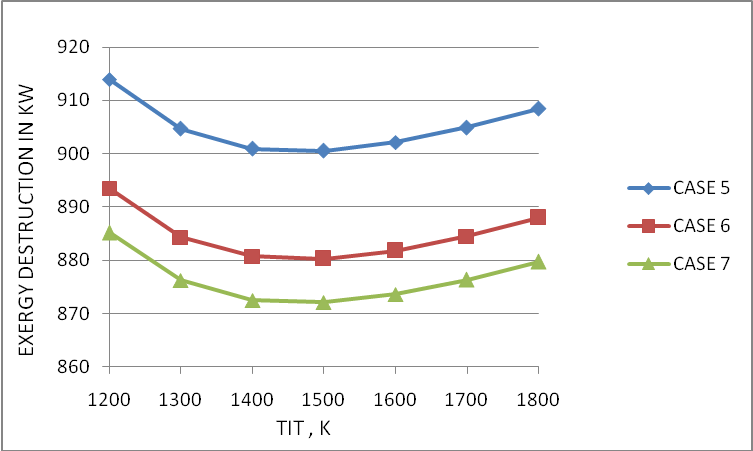 EXERGY DESTRUCTION IN KW
920
910
900
890
880
870
860
1200 1300 1400 1500 1600 1700 1800
TIT , K
CASE 5
CASE 6
CASE 7